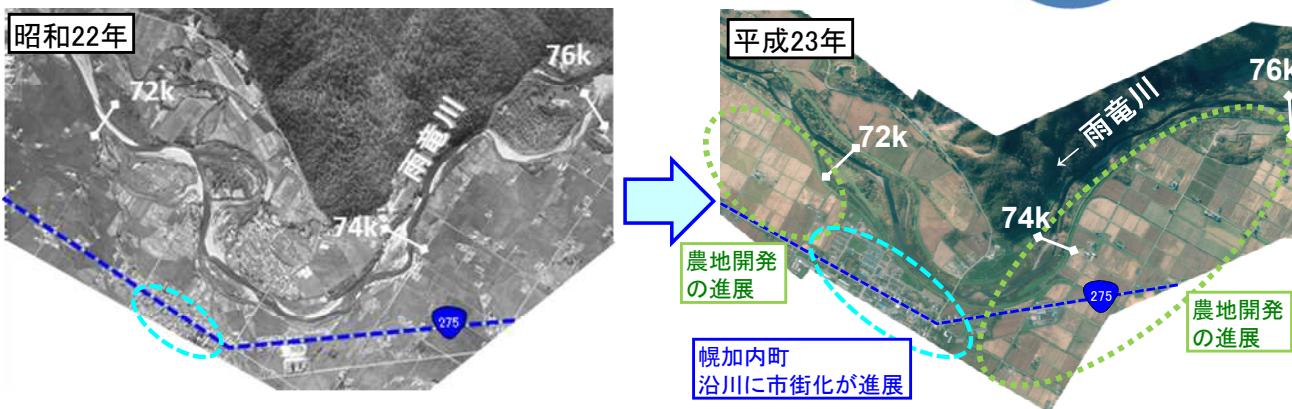 昭和22年
72k
76k
雨竜川
74k
275
平成23年
76k
← 雨竜川
72k
74k
農地開発
の進展
275
農地開発
の進展
幌加内町
沿川に市街化が進展